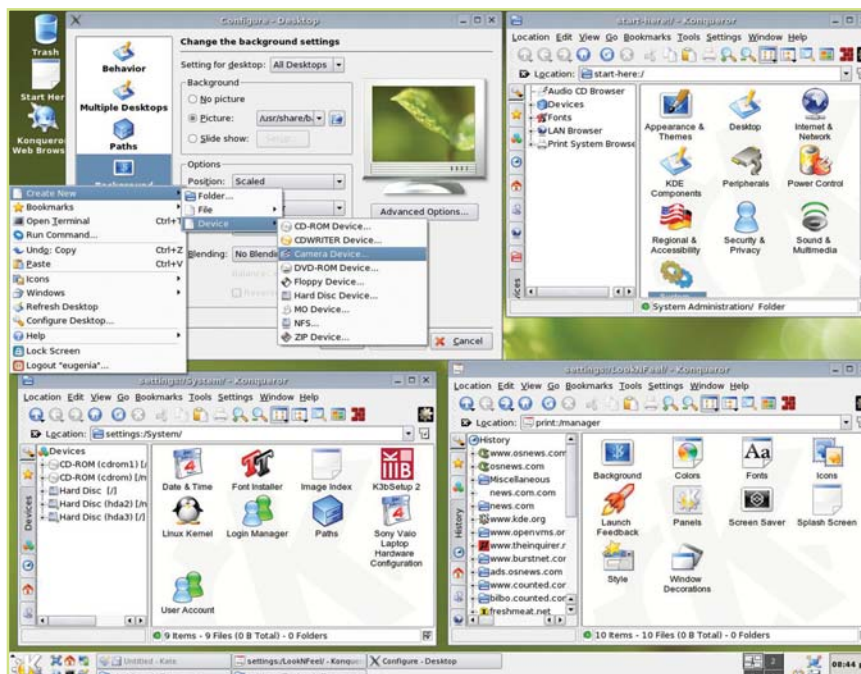 Trash
Start Her
Konqueror
Web Brows
Configure - Desktop
Behavior
Multiple Desktops
Paths
Background
Change the background settings
Setting for desktop: All Desktops
Background
No picture
Picture: /usr/share/b
Slide show:
Options
Position: Scaled
Blending: No Blending
Advanced Options...
Cancel
Create New
Bookmarks
Open Terminal Ctrl+T
Run Command...
Undo: Copy Ctrl+Z
Paste Ctrl+V
Icons
Windows
Refresh Desktop
Configure Desktop...
Help
Lock Screen
Logout "eugenia"...
Folder...
File
Device
CD-ROM Device...
CDWRITER Device...
Camera Device...
DVD-ROM Device...
Floppy Device...
Hard Disc Device...
MO Device...
NFS...
ZIP Device...
start-here:/ - Konqueror
Location Edit View Go Bookmarks Tools Settings Window Help
Location: start-here:/
Audio CD Browser
Devices
Fonts
LAN Browser
Print System Browse
Appearance & Themes
Desktop
Internet & Network
KDE Components
Peripherals
Power Control
Regional & Accessibility
Security & Privacy
Sound & Multimedia
System Administration/ Folder
settings:/System/ - Konqueror
Location Edit View Go Bookmarks Tools Settings Window Help
Location: settings:/System/
Devices
Devices
CD-ROM (cdrom1) [/
CD-ROM (cdrom2) [/m
Hard Disc [/]
Hard Disc (hda2) [/m
Hard Disc (hda3) [/]
Date & Time
Font Installer
Image Index
K3bSetup 2
Linux Kernel
Login Manager
Paths
Sony Vaio Laptop Hardware Configuration
User Account
9 Items - 9 Files (0 B Total) - 0 Folders
settings:/LookNFeel/ - Konqueror
Location Edit View Go Bookmarks Tools Settings Window Help
Location: print:/manager
History
History
www.osnews.com
osnews.com
Miscellaneous
news.com.com
news.com
www.kde.org
www.openvms.or
www.theinquirer.r
www.burstnet.cor
ads.osnews.com
www.counted.cor
bilbo.counted.cor
freshmeat.net
Background
Colors
Fonts
Icons
Launch Feedback
Panels
Screen Saver
Splash Screen
Style
Window Decorations
10 Items - 10 Files (0 B Total) - 0 Folders
Untitled - Kate
settings:/LookNFeel/ - Konque
Configure - Desktop
2
08:44